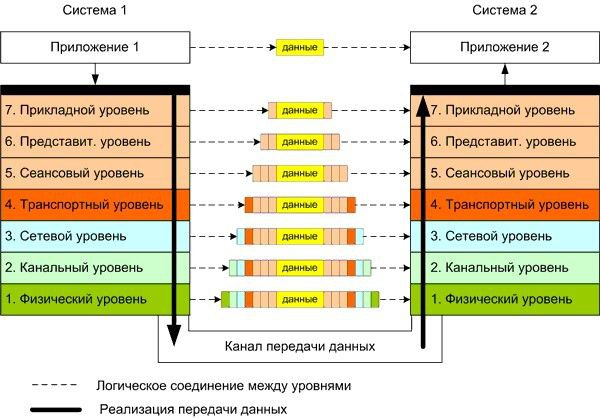 Система 1
Система 2
Приложение 1
данные
Приложение 2
7. Прикладной уровень
данные
7. Прикладной уровень
6. Представит. уровень
данные
6. Представит. уровень
5. Сеансовый уровень
данные
5. Сеансовый уровень
4. Транспортный уровень
данные
4. Транспортный уровень
3. Сетевой уровень
данные
3. Сетевой уровень
2. Канальный уровень
данные
2. Канальный уровень
1. Физический уровень
данные
1. Физический уровень
Канал передачи данных
Логическое соединение между уровнями
Реализация передачи данных